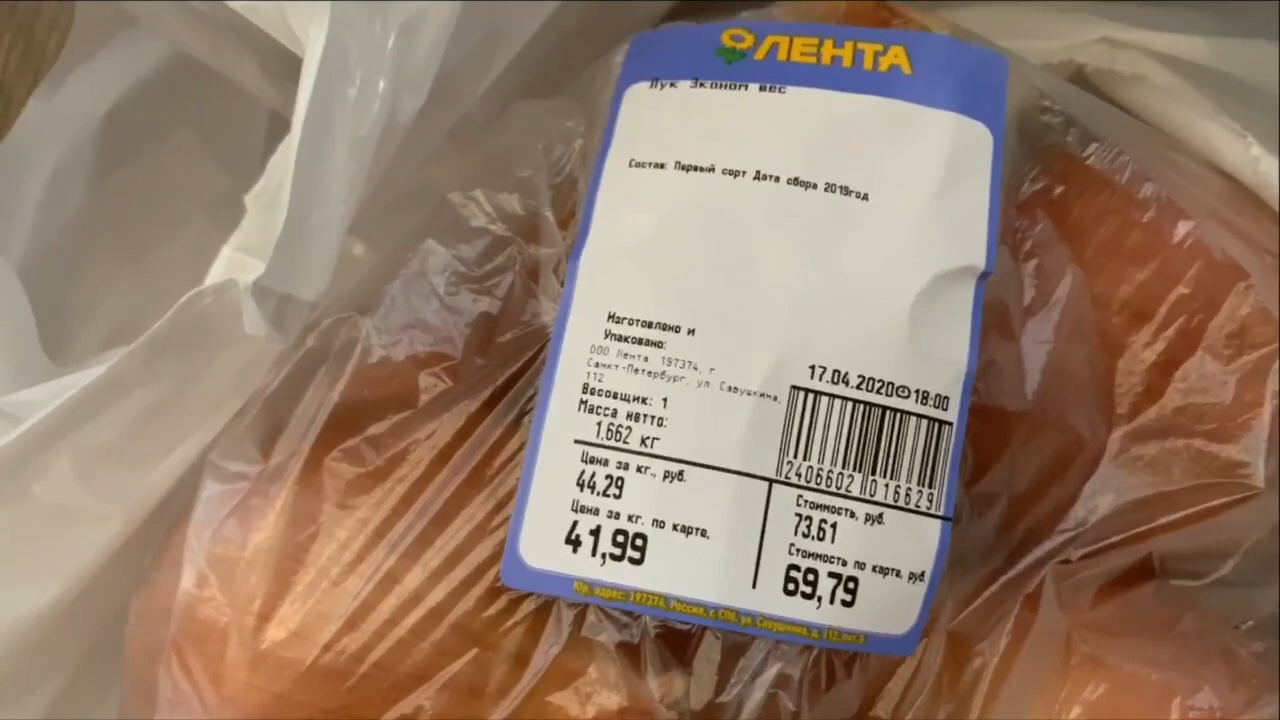 ЛЕНТА
Лук Эконом вес
Состав: Первый сорт Дата сбора 2019год
Изготовлено и
Упаковано:
ООО Лента, 197374, г
Санкт-Петербург, ул. Савушкина,
112
Весовщик: 1
Масса нетто:
1,662 кг
17.04.2020 18:00
2406602 016629
Цена за кг., руб.
44.29
Цена за кг. по карте,
41,99
Стоимость, руб.
73,61
Стоимость по карте, руб.
69,79
Юр. адрес: 197374, Россия, г. СПб, ул. Савушкина, д. 112, лит. Б